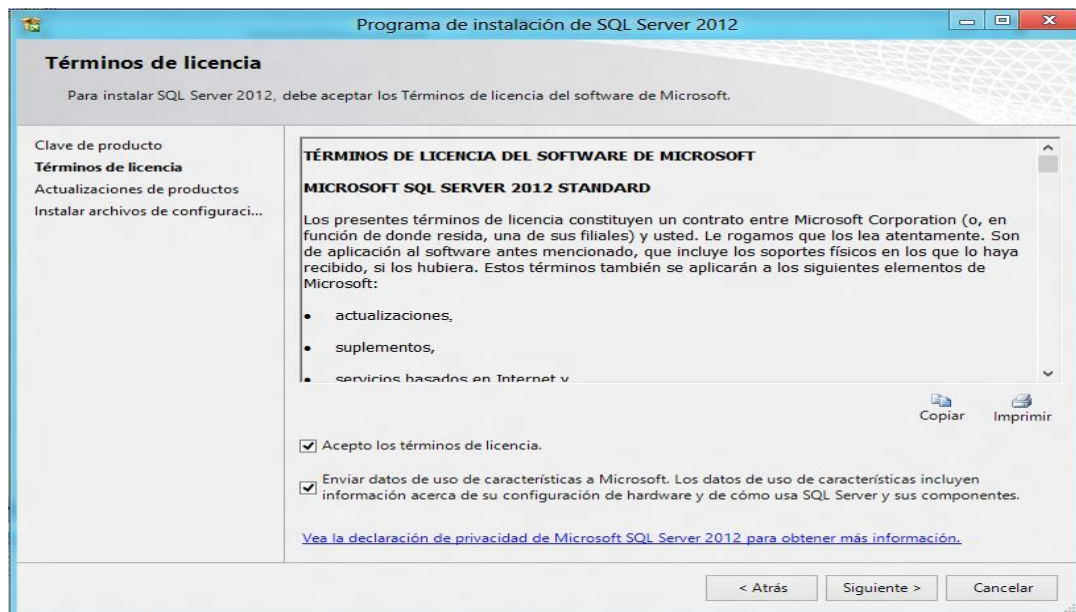 Programa de instalación de SQL Server 2012
Términos de licencia
Para instalar SQL Server 2012, debe aceptar los Términos de licencia del software de Microsoft.
Clave de producto
Términos de licencia
Actualizaciones de productos
Instalar archivos de configuraci...
TÉRMINOS DE LICENCIA DEL SOFTWARE DE MICROSOFT
MICROSOFT SQL SERVER 2012 STANDARD
Los presentes términos de licencia constituyen un contrato entre Microsoft Corporation (o, en
función de donde resida, una de sus filiales) y usted. Le rogamos que los lea atentamente. Son
de aplicación al software antes mencionado, que incluye los soportes físicos en los que lo haya
recibido, si los hubiera. Estos términos también se aplicarán a los siguientes elementos de
Microsoft:
• actualizaciones,
• suplementos,
• servicios basados en Internet y
Copiar Imprimir
Acepto los términos de licencia.
Enviar datos de uso de características a Microsoft. Los datos de uso de características incluyen
información acerca de su configuración de hardware y de cómo usa SQL Server y sus componentes.
Vea la declaración de privacidad de Microsoft SQL Server 2012 para obtener más información.
< Atrás Siguiente > Cancelar